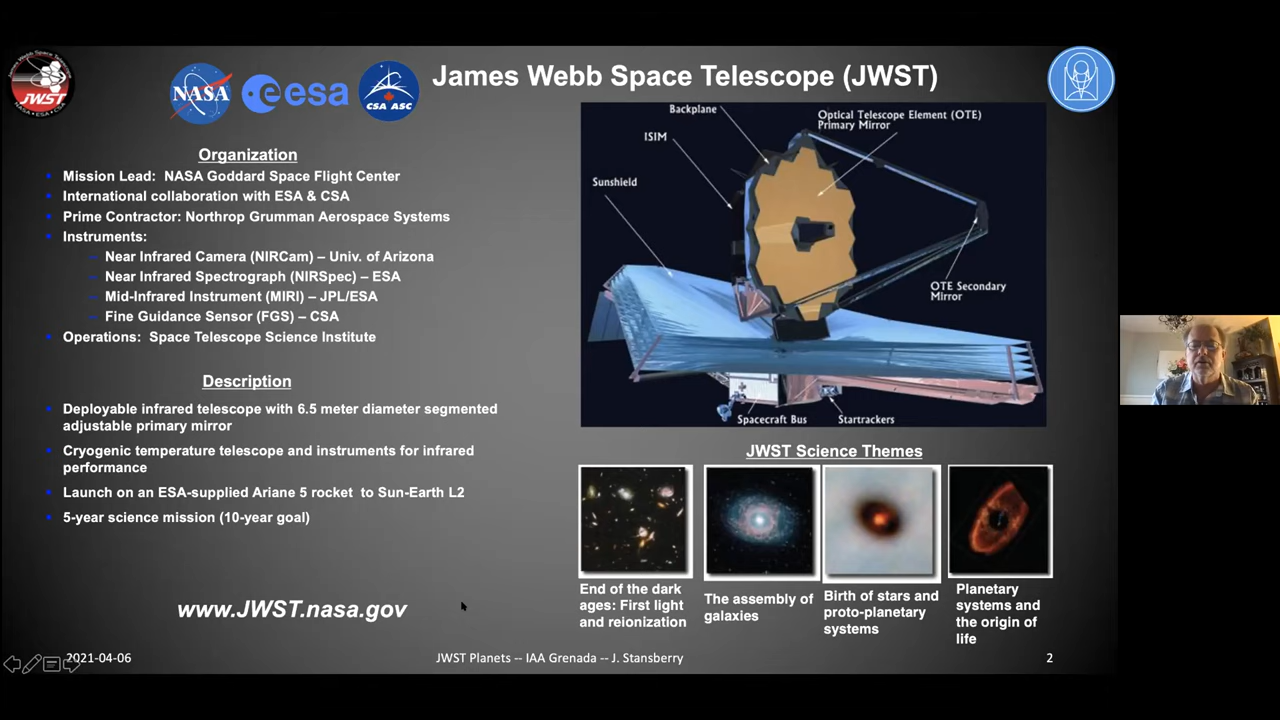 James Webb Space Telescope (JWST)
JWST
NASA
esa
CSA ASC
Organization
Mission Lead:  NASA Goddard Space Flight Center
International collaboration with ESA & CSA
Prime Contractor: Northrop Grumman Aerospace Systems
Instruments:
Near Infrared Camera (NIRCam) – Univ. of Arizona
Near Infrared Spectrograph (NIRSpec) – ESA
Mid-Infrared Instrument (MIRI) – JPL/ESA
Fine Guidance Sensor (FGS) – CSA
Operations:  Space Telescope Science Institute
Description
Deployable infrared telescope with 6.5 meter diameter segmented
adjustable primary mirror
Cryogenic temperature telescope and instruments for infrared
performance
Launch on an ESA-supplied Ariane 5 rocket  to Sun-Earth L2
5-year science mission (10-year goal)
www.JWST.nasa.gov
Backplane
Optical Telescope Element (OTE)
Primary Mirror
ISIM
Sunshield
OTE Secondary
Mirror
Spacecraft Bus
Startrackers
JWST Science Themes
End of the dark
ages: First light
and reionization
The assembly of
galaxies
Birth of stars and
proto-planetary
systems
Planetary
systems and
the origin of
life
2021-04-06
JWST Planets -- IAA Grenada -- J. Stansberry
2